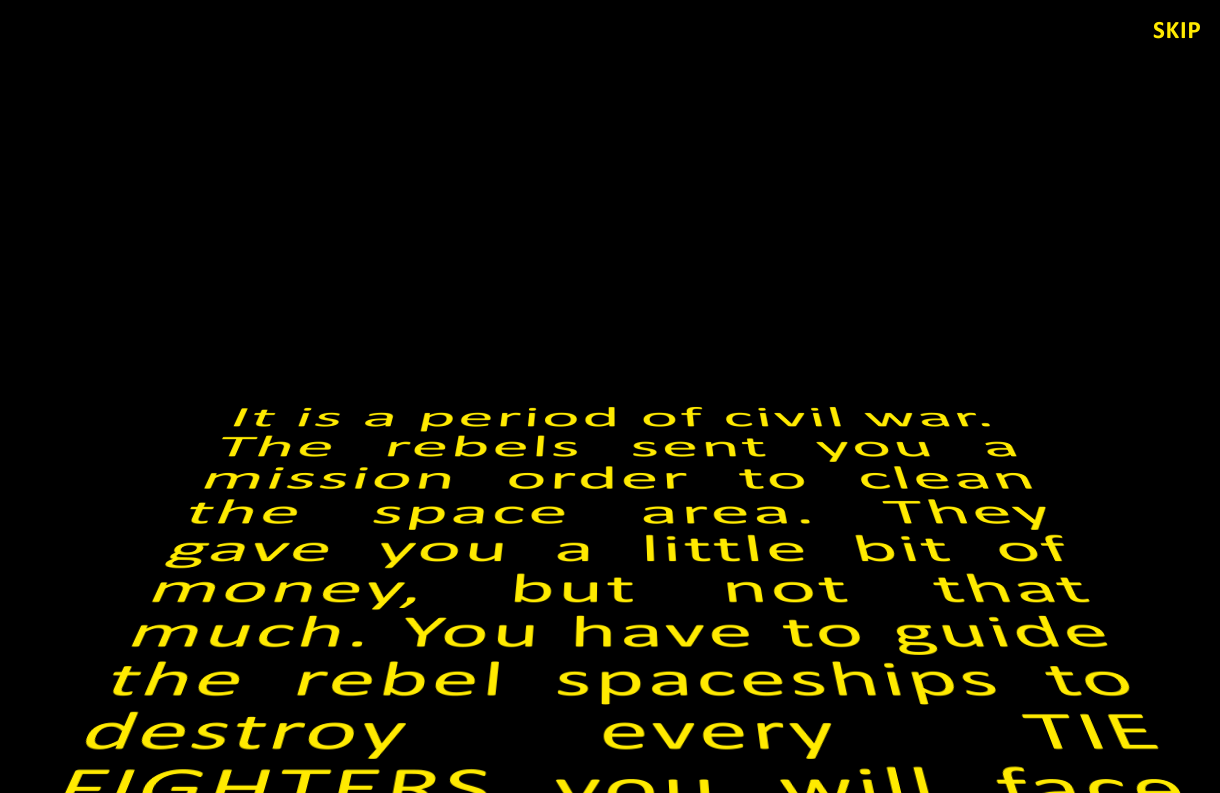 SKIP
It is a period of civil war.
The rebels sent you a
mission order to clean
the space area. They
gave you a little bit of
money, but not that
much. You have to guide
the rebel spaceships to
destroy every TIE
FIGHTERS you will face